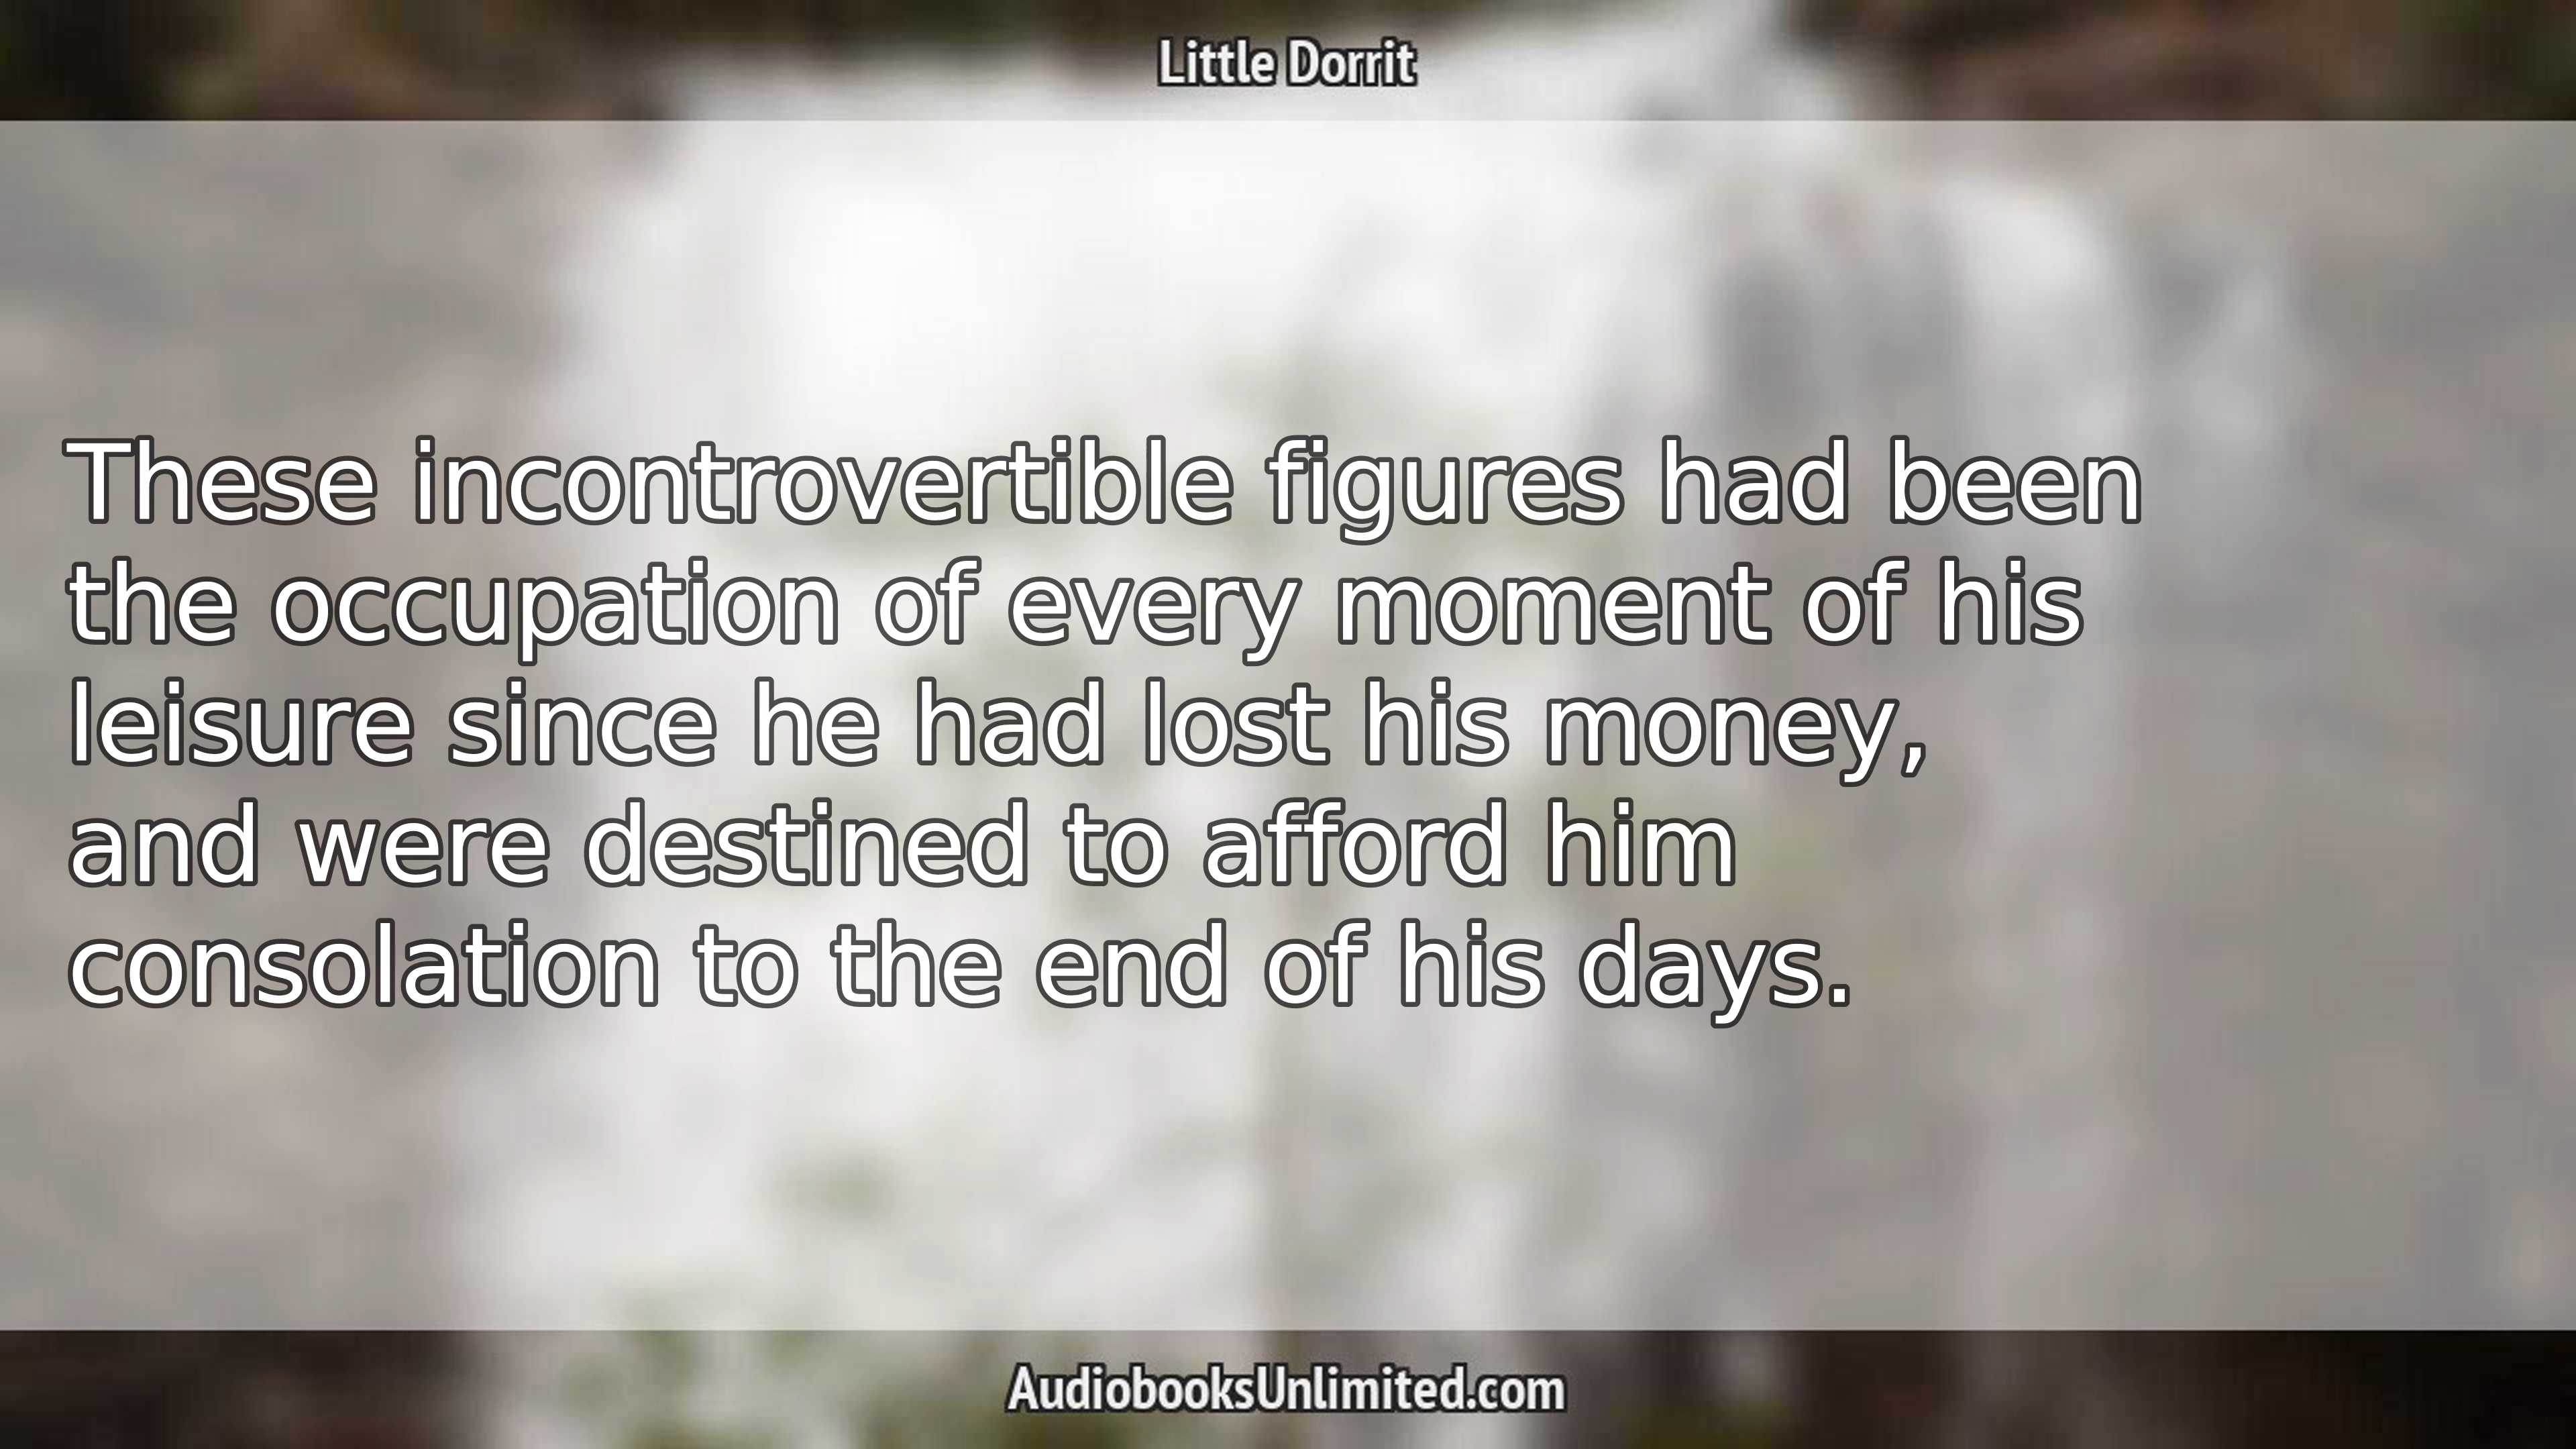 Little Dorrit
These incontrovertible figures had been
the occupation of every moment of his
leisure since he had lost his money,
and were destined to afford him
consolation to the end of his days.
AudiobooksUnlimited.com